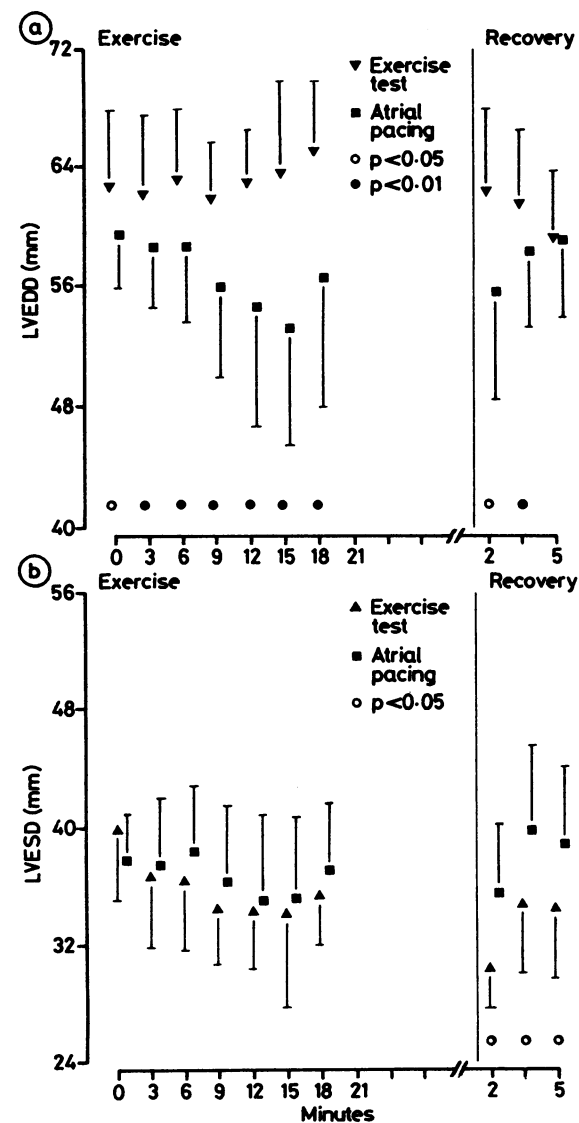 a
Exercise
Recovery
72
64
56
48
40
LVEDD (mm)
Exercise
test
Atrial
pacing
p<0·05
p<0·01
0 3 6 9 12 15 18 21
2 5
b
Exercise
Recovery
56
48
40
32
24
LVESD (mm)
Exercise
test
Atrial
pacing
p<0·05
0 3 6 9 12 15 18 21
2 5
Minutes